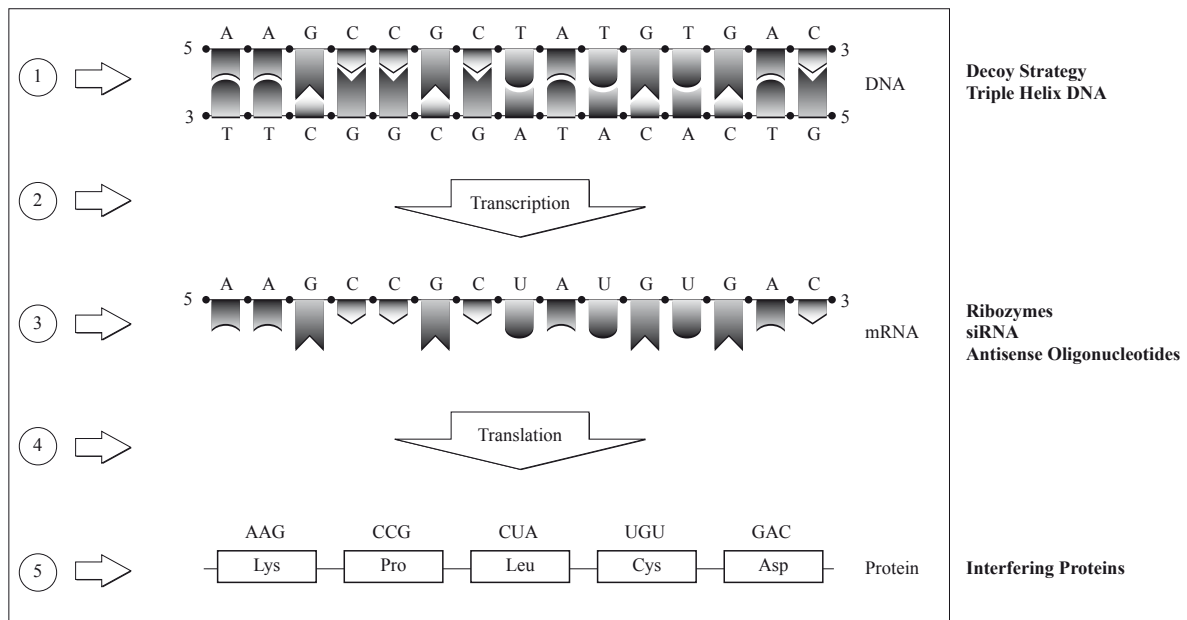 A A G C C G C T A T G T G A C
5 3
1
DNA
Decoy Strategy
Triple Helix DNA
3 5
T T C G G C G A T A C A C T G
2
Transcription
A A G C C G C U A U G U G A C
5 3
3
mRNA
Ribozymes
siRNA
Antisense Oligonucleotides
4
Translation
AAG CCG CUA UGU GAC
5
Lys Pro Leu Cys Asp
Protein
Interfering Proteins